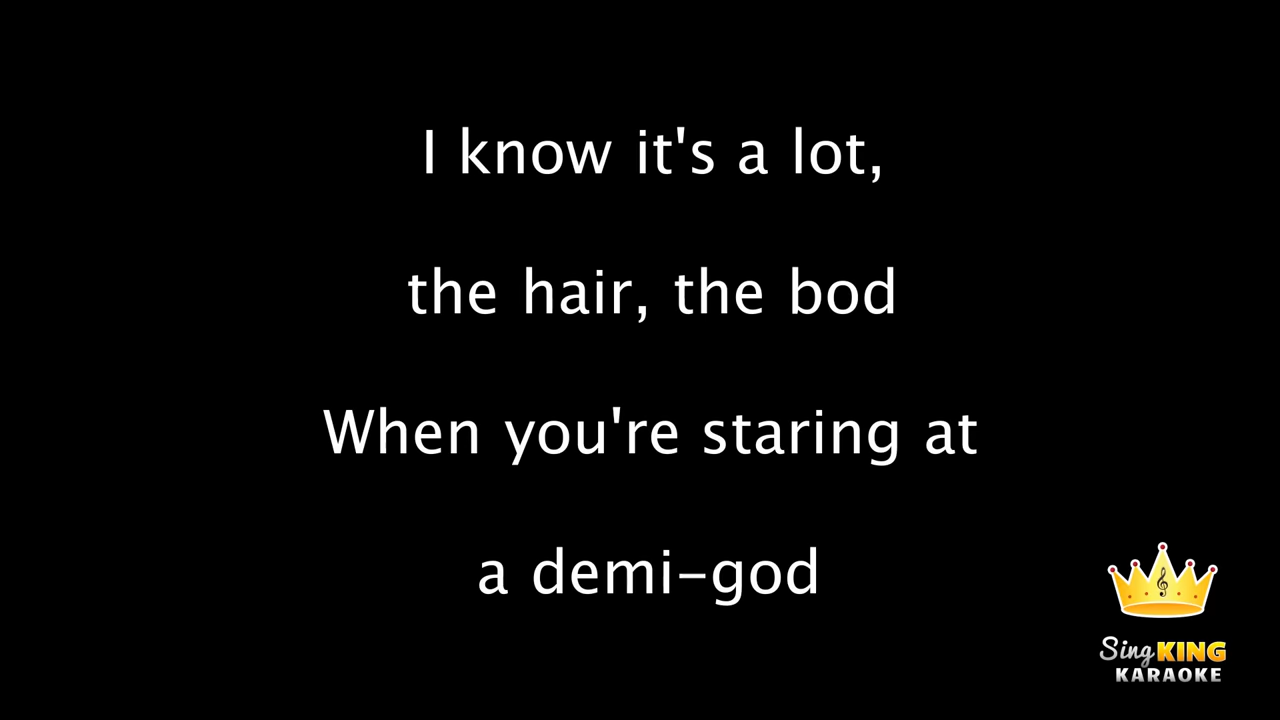 I know it's a lot,
the hair, the bod
When you're staring at
a demi-god
Sing KING
KARAOKE